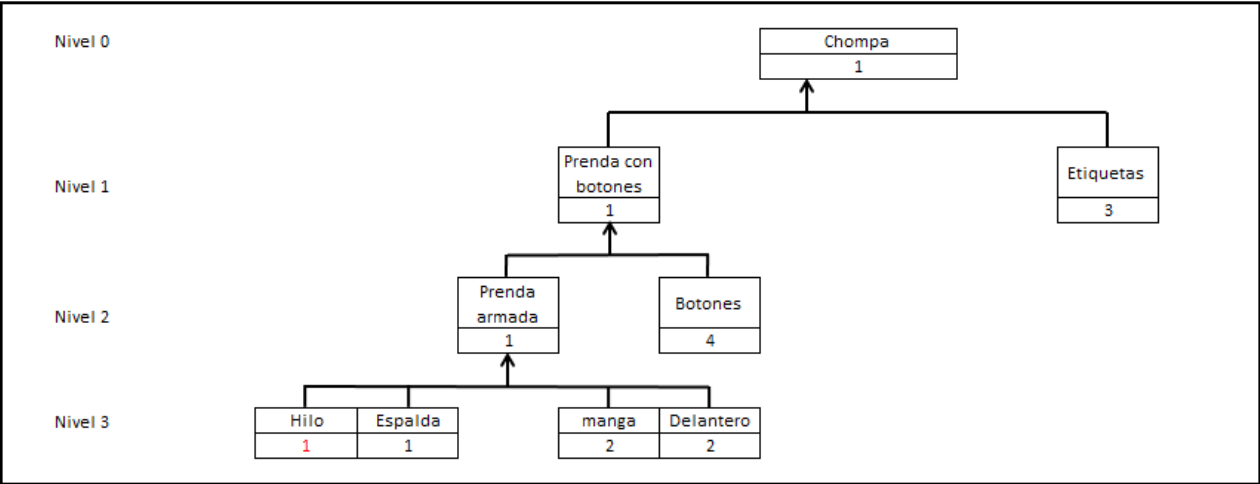 Nivel 0
Chompa
1
Prenda con
botones
1
Etiquetas
3
Nivel 1
Prenda
armada
1
Botones
4
Nivel 2
Nivel 3
Hilo
1
Espalda
1
manga
2
Delantero
2